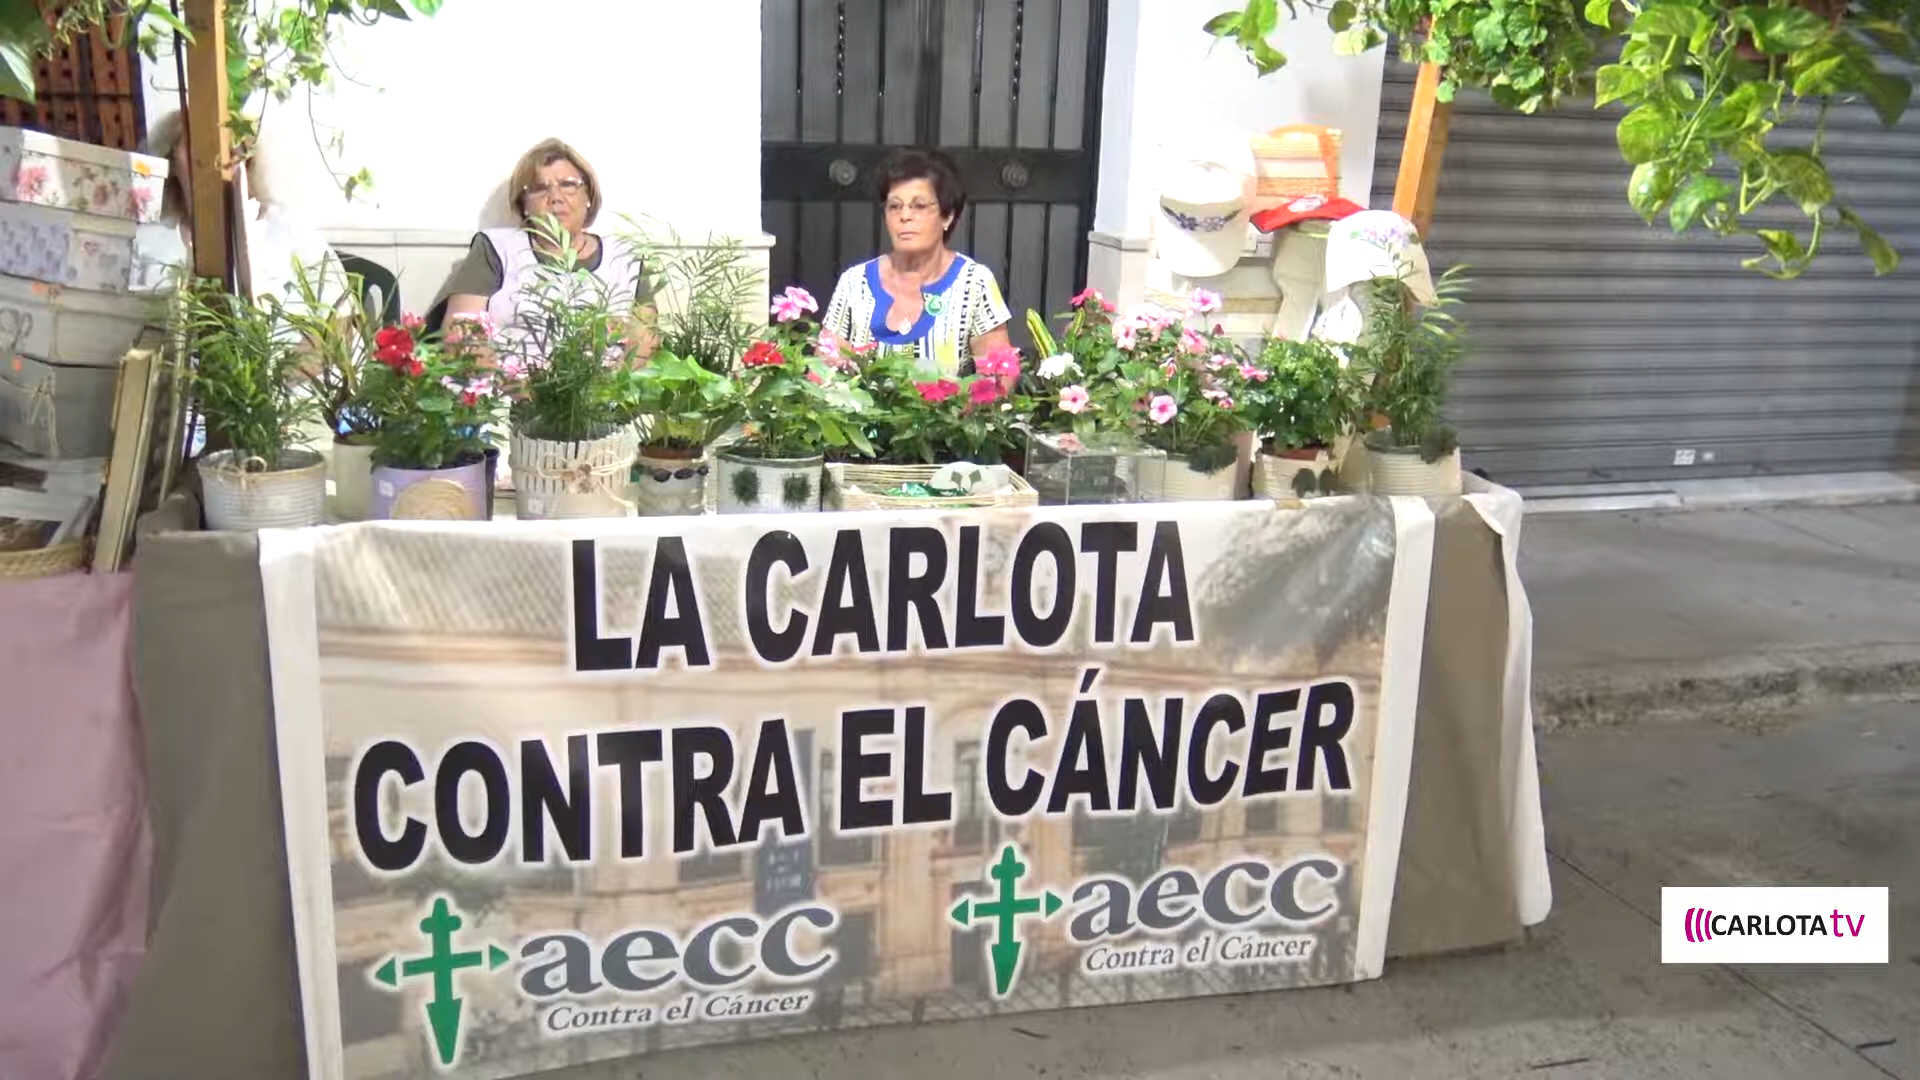 LA CARLOTA
CONTRA EL CÁNCER
aecc
Contra el Cáncer
aecc
Contra el Cáncer
CARLOTA tv